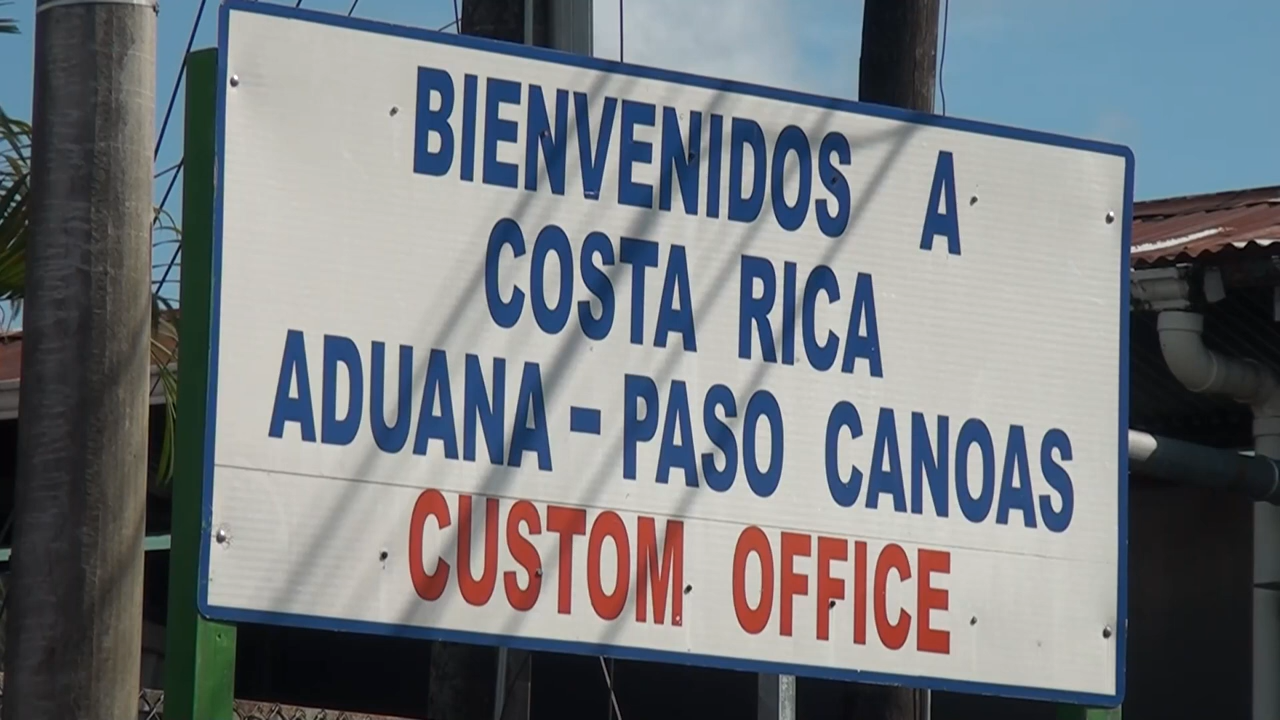 BIENVENIDOS A
COSTA RICA
ADUANA - PASO CANOAS
CUSTOM OFFICE